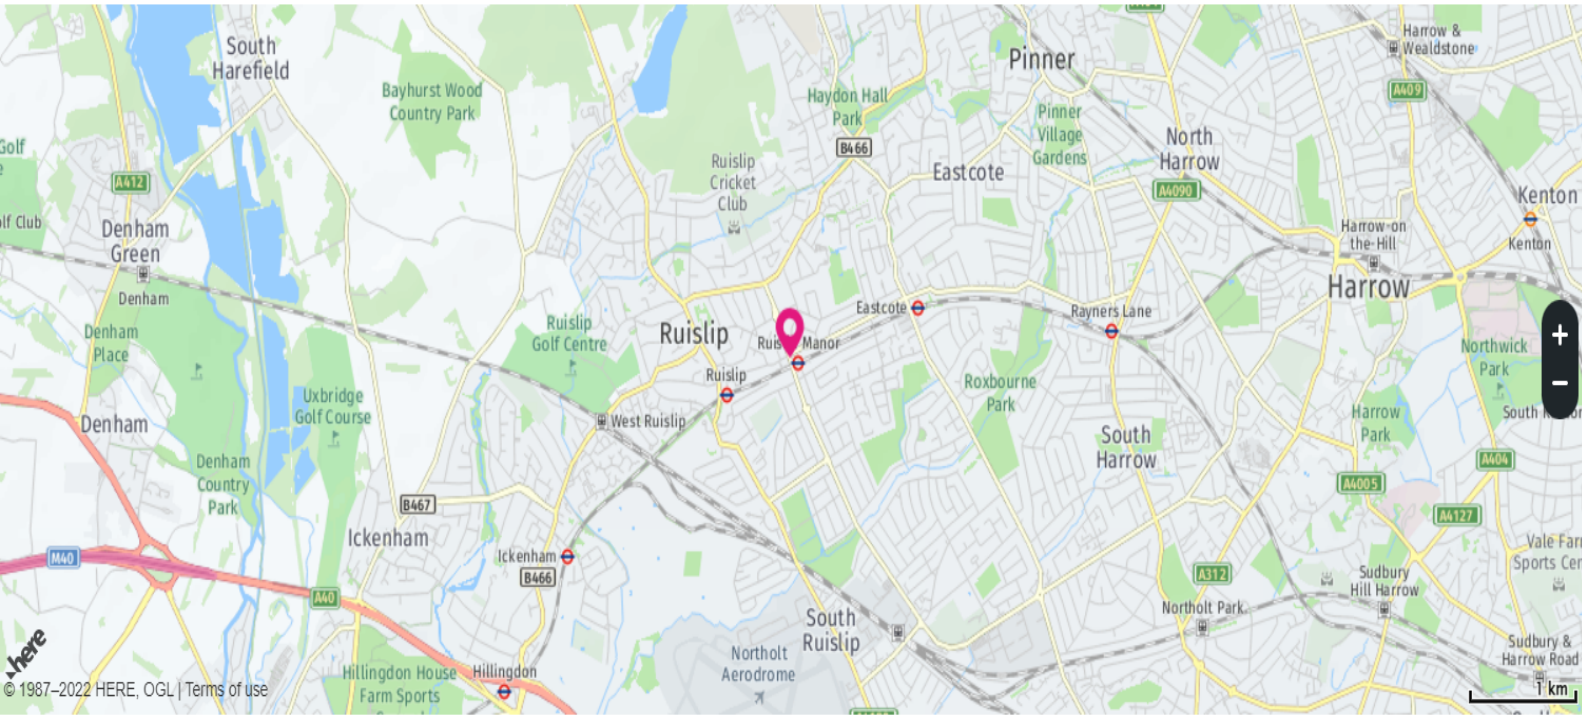 South
Harefield
Bayhurst Wood
Country Park
Haydon Hall
Park
Pinner
Harrow &
Wealdstone
A409
Golf
A412
B466
Pinner
Village
Gardens
North
Harrow
A4090
Ruislip
Cricket
Club
Eastcote
Kenton
Kenton
olf Club
Denham
Green
Denham
Harrow-on
the-Hill
Harrow
Eastcote
Rayners Lane
Denham
Place
Ruislip
Golf Centre
Ruislip
Manor
Ruislip
Northwick
Park
+
−
Uxbridge
Golf Course
Denham
West Ruislip
Roxbourne
Park
Harrow
Park
South
South
Harrow
A404
Denham
Country
Park
B467
A4005
A4127
Ickenham
M40
Ickenham
B466
A40
A312
Vale Far
Sports Cen
Sudbury
Hill Harrow
Northolt Park
South
Ruislip
here
Northolt
Aerodrome
Sudbury &
Harrow Road
Hillingdon House
Farm Sports
Hillingdon
© 1987–2022 HERE, OGL | Terms of use
1 km